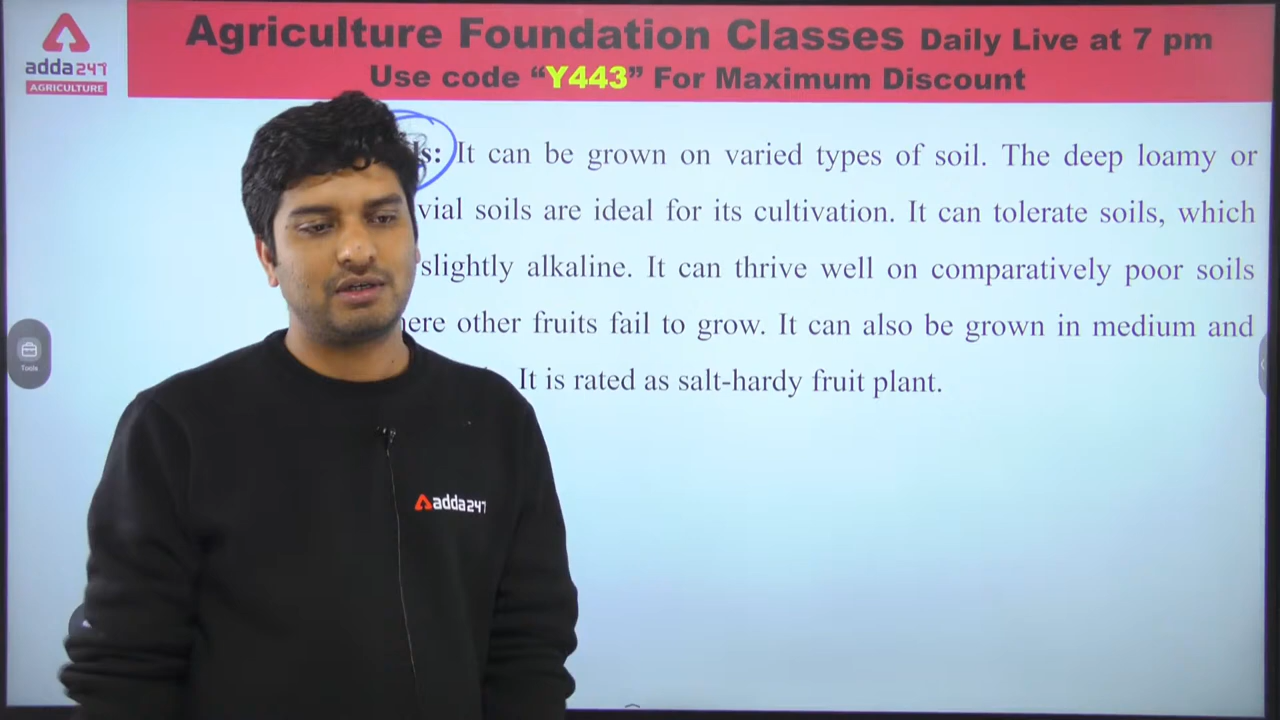 Agriculture Foundation Classes Daily Live at 7 pm
Use code “Y443” For Maximum Discount
adda247
AGRICULTURE
It can be grown on varied types of soil. The deep loamy or
soils are ideal for its cultivation. It can tolerate soils, which
slightly alkaline. It can thrive well on comparatively poor soils
other fruits fail to grow. It can also be grown in medium and
It is rated as salt-hardy fruit plant.
Tools
adda247